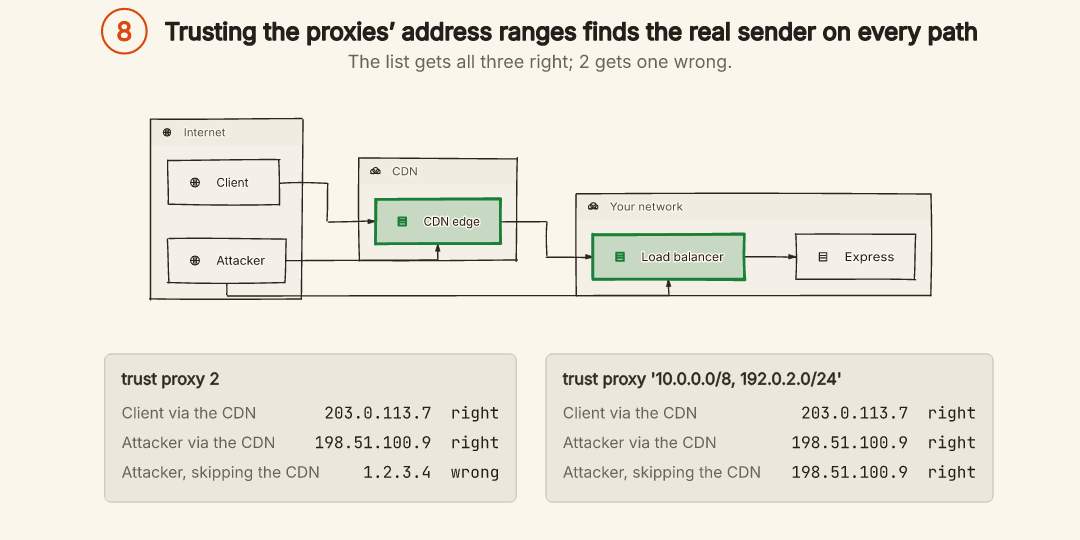 8 Trusting the proxies’ address ranges finds the real sender on every path
The list gets all three right; 2 gets one wrong.
Internet
Client
Attacker
CDN
CDN edge
Your network
Load balancer
Express
trust proxy 2
Client via the CDN 203.0.113.7 right
Attacker via the CDN 198.51.100.9 right
Attacker, skipping the CDN 1.2.3.4 wrong
trust proxy '10.0.0.0/8, 192.0.2.0/24'
Client via the CDN 203.0.113.7 right
Attacker via the CDN 198.51.100.9 right
Attacker, skipping the CDN 198.51.100.9 right